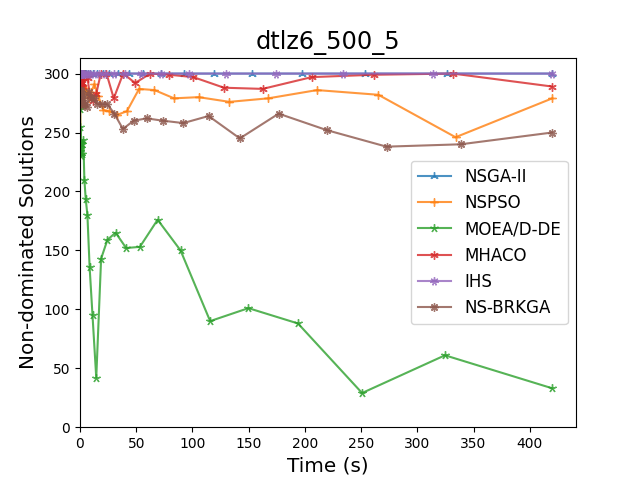 dtlz6_500_5
Non-dominated Solutions
300
250
200
150
100
50
0
NSGA-II
NSPSO
MOEA/D-DE
MHACO
IHS
NS-BRKGA
0 50 100 150 200 250 300 350 400
Time (s)